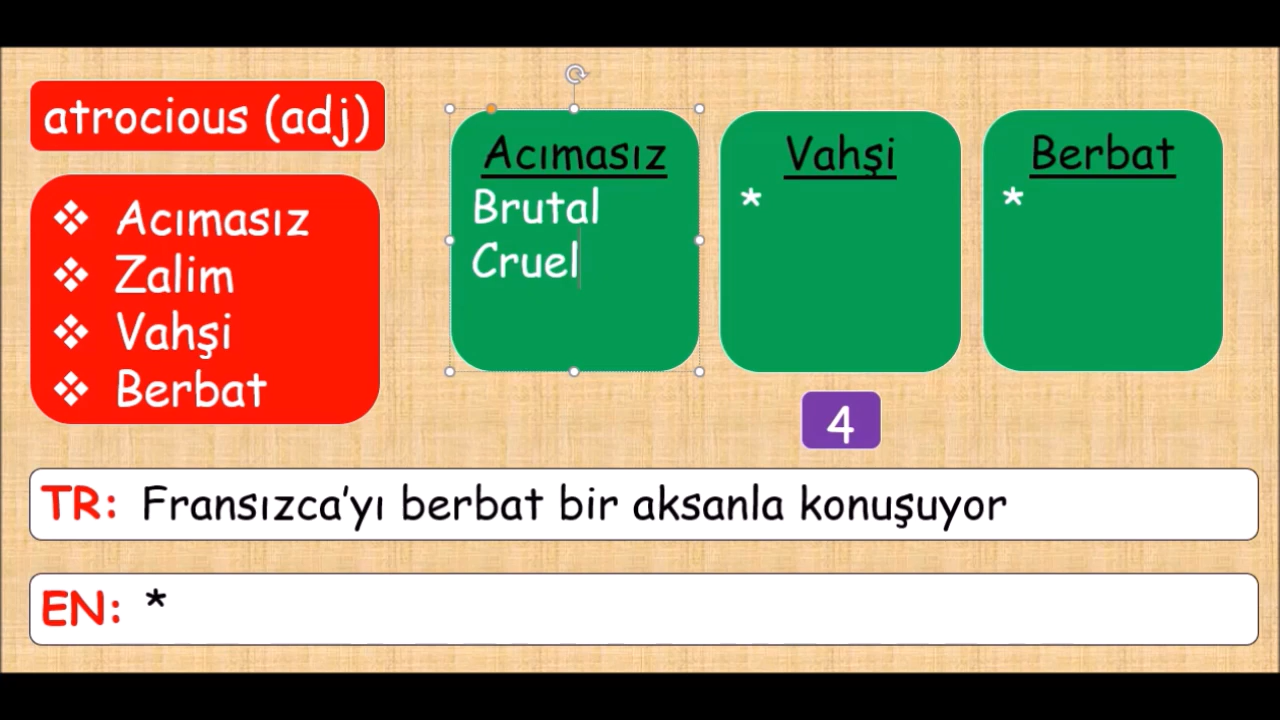 atrocious (adj)
❖ Acımasız
❖ Zalim
❖ Vahşi
❖ Berbat
Acımasız
Brutal
Cruel
Vahşi
*
Berbat
*
4
TR: Fransızca’yı berbat bir aksanla konuşuyor
EN: *